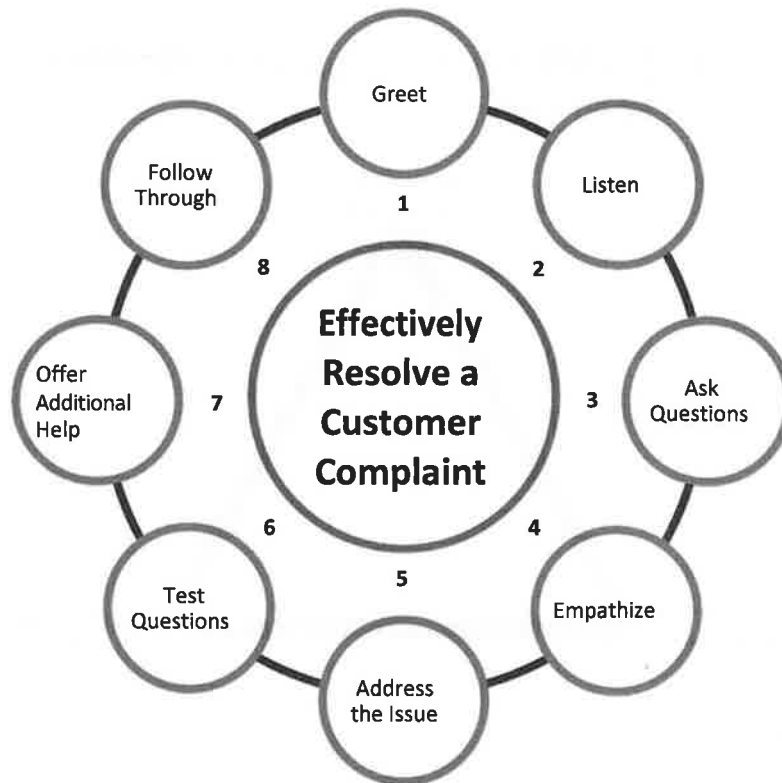 Greet
1
Listen
2
Ask
Questions
3
Empathize
4
Address
the Issue
5
Test
Questions
6
Offer
Additional
Help
7
Follow
Through
8
Effectively
Resolve a
Customer
Complaint